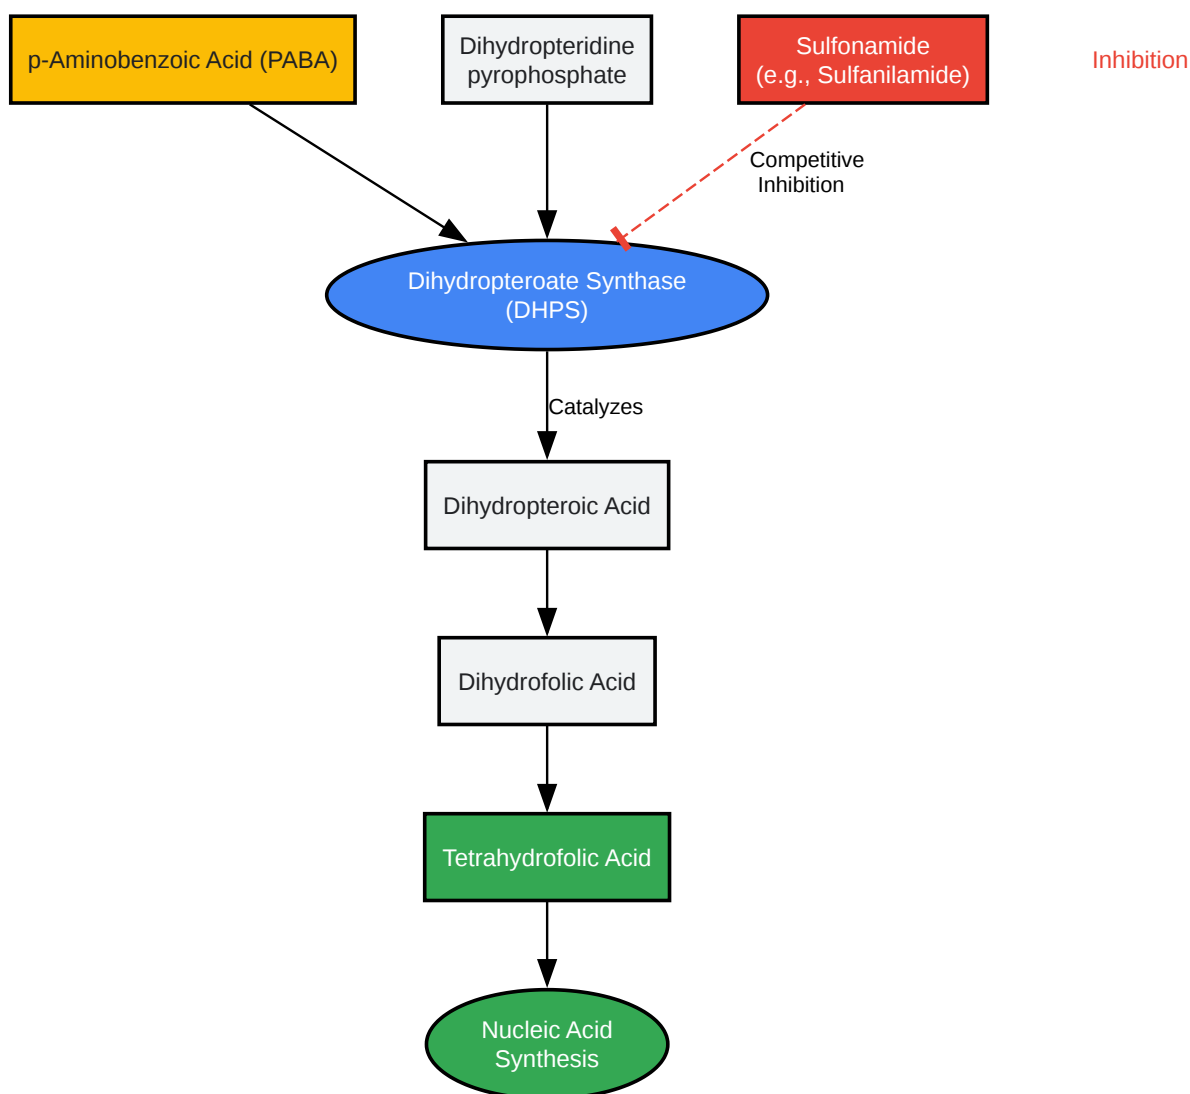 p-Aminobenzoic Acid (PABA)
Dihydropteridine
pyrophosphate
Sulfonamide
(e.g., Sulfanilamide)
Inhibition
Competitive
Inhibition
Dihydropteroate Synthase
(DHPS)
Catalyzes
Dihydropteroic Acid
Dihydrofolic Acid
Tetrahydrofolic Acid
Nucleic Acid
Synthesis